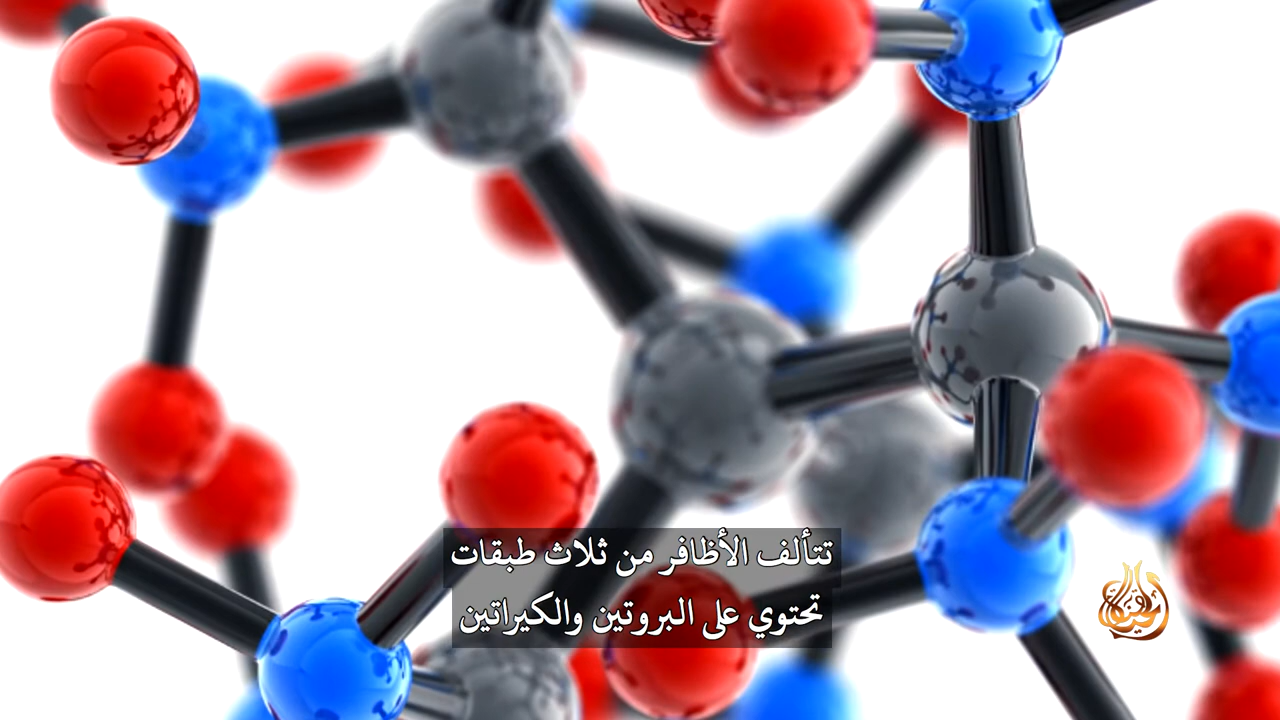 تتألف الأظافر من ثلاث طبقات
تحتوي على البروتين والكيراتين